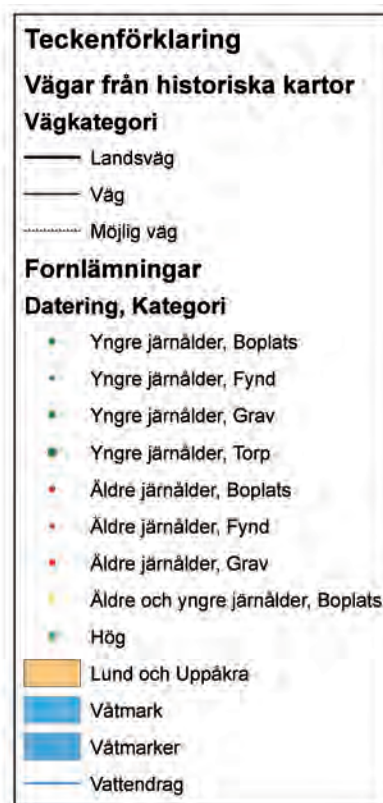 Teckenförklaring
Vägar från historiska kartor
Vägkategori
Landsväg
Väg
Möjlig väg
Fornlämningar
Datering, Kategori
Yngre järnålder, Boplats
Yngre järnålder, Fynd
Yngre järnålder, Grav
Yngre järnålder, Torp
Äldre järnålder, Boplats
Äldre järnålder, Fynd
Äldre järnålder, Grav
Äldre och yngre järnålder, Boplats
Hög
Lund och Uppåkra
Våtmark
Våtmarker
Vattendrag